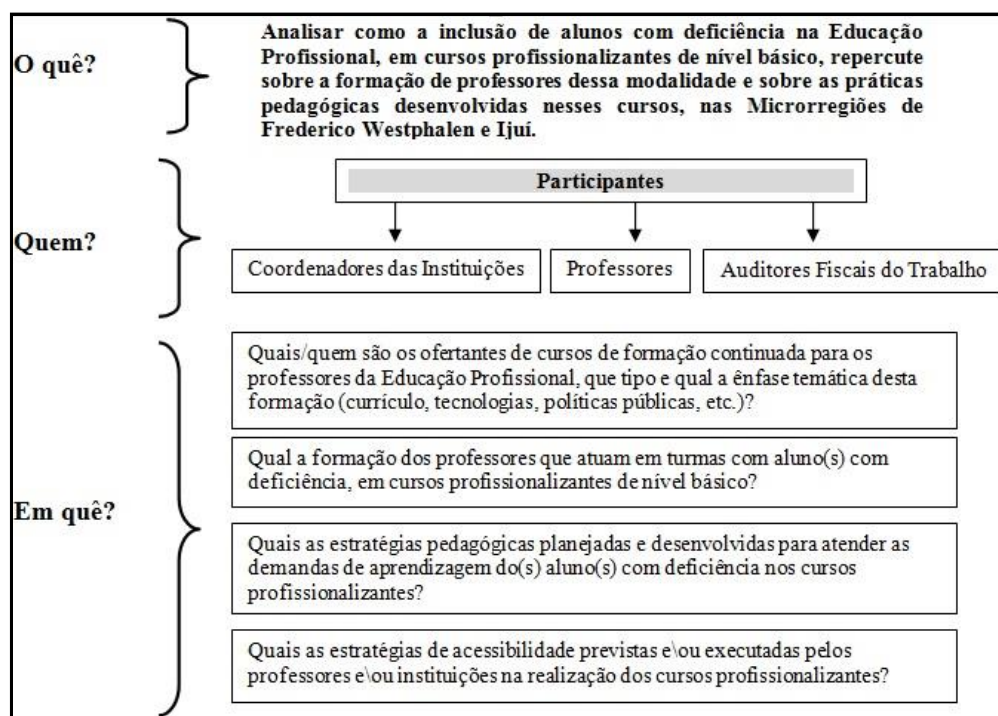 O quê?
Analisar como a inclusão de alunos com deficiência na Educação
Profissional, em cursos profissionalizantes de nível básico, repercute
sobre a formação de professores dessa modalidade e sobre as práticas
pedagógicas desenvolvidas nesses cursos, nas Microrregiões de
Frederico Westphalen e Ijuí.
Quem?
Participantes
Coordenadores das Instituições
Professores
Auditores Fiscais do Trabalho
Em quê?
Quais/quem são os ofertantes de cursos de formação continuada para os
professores da Educação Profissional, que tipo e qual a ênfase temática desta
formação (currículo, tecnologias, políticas públicas, etc.)?
Qual a formação dos professores que atuam em turmas com aluno(s) com
deficiência, em cursos profissionalizantes de nível básico?
Quais as estratégias pedagógicas planejadas e desenvolvidas para atender as
demandas de aprendizagem do(s) aluno(s) com deficiência nos cursos
profissionalizantes?
Quais as estratégias de acessibilidade previstas e\ou executadas pelos
professores e\ou instituições na realização dos cursos profissionalizantes?